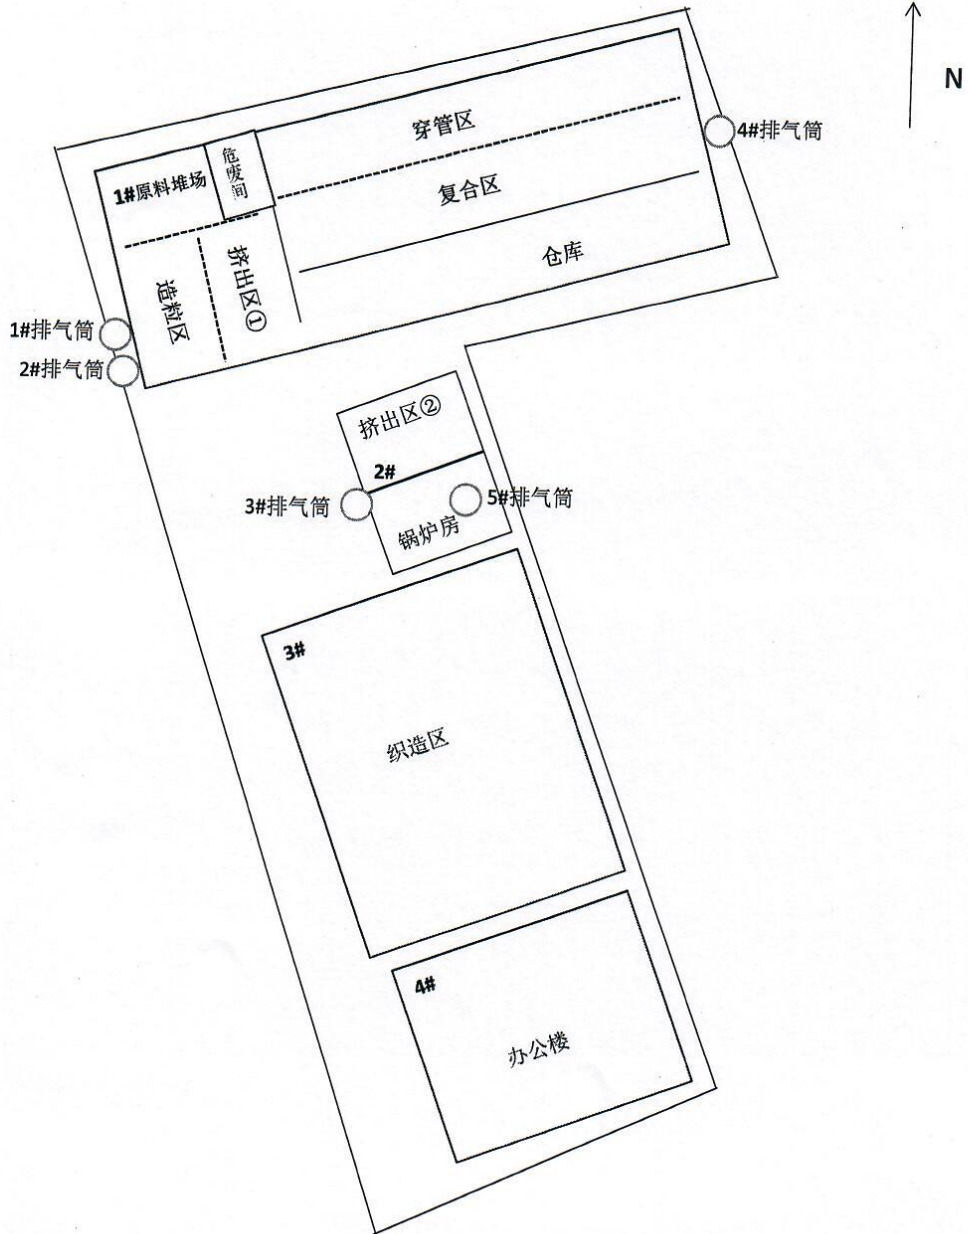 N
穿管区
4#排气筒
危废间
1#原料堆场
复合区
仓库
挤出区①
造粒区
1#排气筒
2#排气筒
挤出区②
2#
3#排气筒
5#排气筒
锅炉房
3#
织造区
4#
办公楼